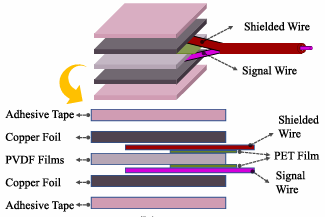 Shielded Wire
Signal Wire
Adhesive Tape
Copper Foil
PVDF Films
Copper Foil
Adhesive Tape
Shielded
Wire
PET Film
Signal
Wire